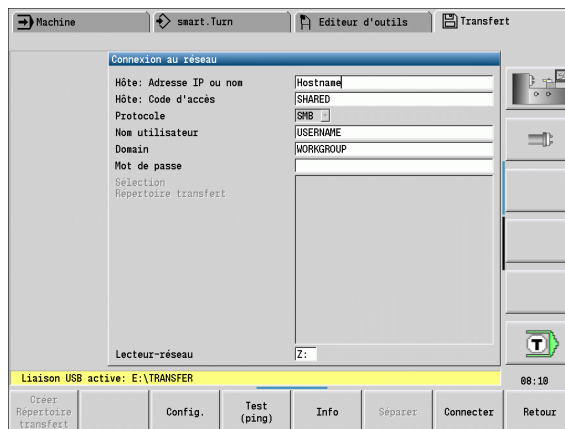 Machine
smart.Turn
Editeur d'outils
Transfert
Connexion au réseau
Hôte: Adresse IP ou nom
Hostname
Hôte: Code d'accès
SHARED
Protocole
SMB
Nom utilisateur
USERNAME
Domain
WORKGROUP
Mot de passe
Sélection
Répertoire transfert
Lecteur-réseau
Z:
T
Liaison USB active: E:\TRANSFER
08:10
Créer
Répertoire
transfert
Config.
Test
(ping)
Info
Séparer
Connecter
Retour